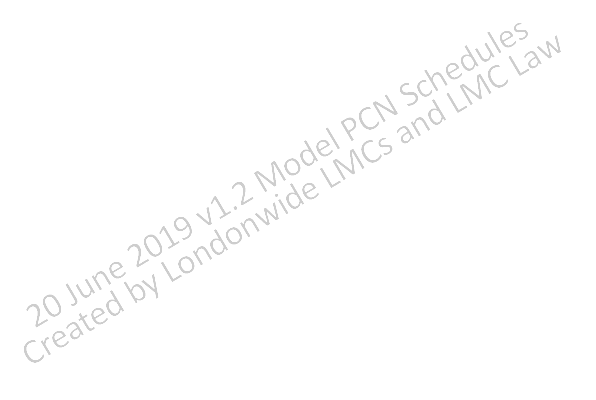 20 June 2019 v1.2 Model PCN Schedules
Created by Londonwide LMCs and LMC Law